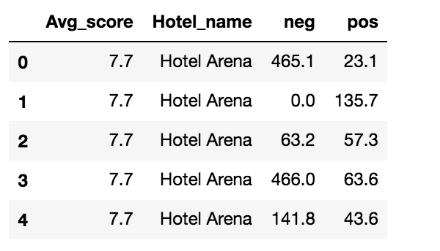 Avg_score Hotel_name neg pos
0 7.7 Hotel Arena 465.1 23.1
1 7.7 Hotel Arena 0.0 135.7
2 7.7 Hotel Arena 63.2 57.3
3 7.7 Hotel Arena 466.0 63.6
4 7.7 Hotel Arena 141.8 43.6